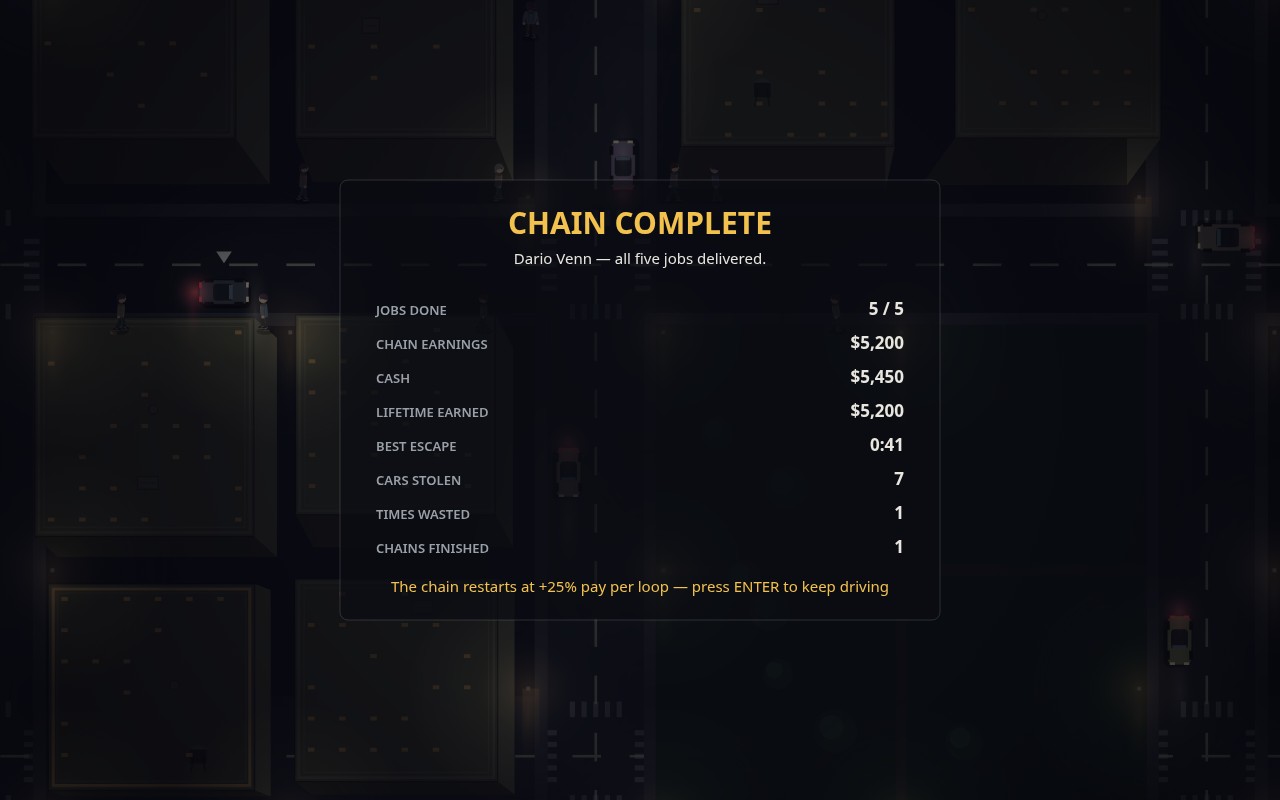 CHAIN COMPLETE
Dario Venn — all five jobs delivered.
JOBS DONE 5 / 5
CHAIN EARNINGS $5,200
CASH $5,450
LIFETIME EARNED $5,200
BEST ESCAPE 0:41
CARS STOLEN 7
TIMES WASTED 1
CHAINS FINISHED 1
The chain restarts at +25% pay per loop — press ENTER to keep driving